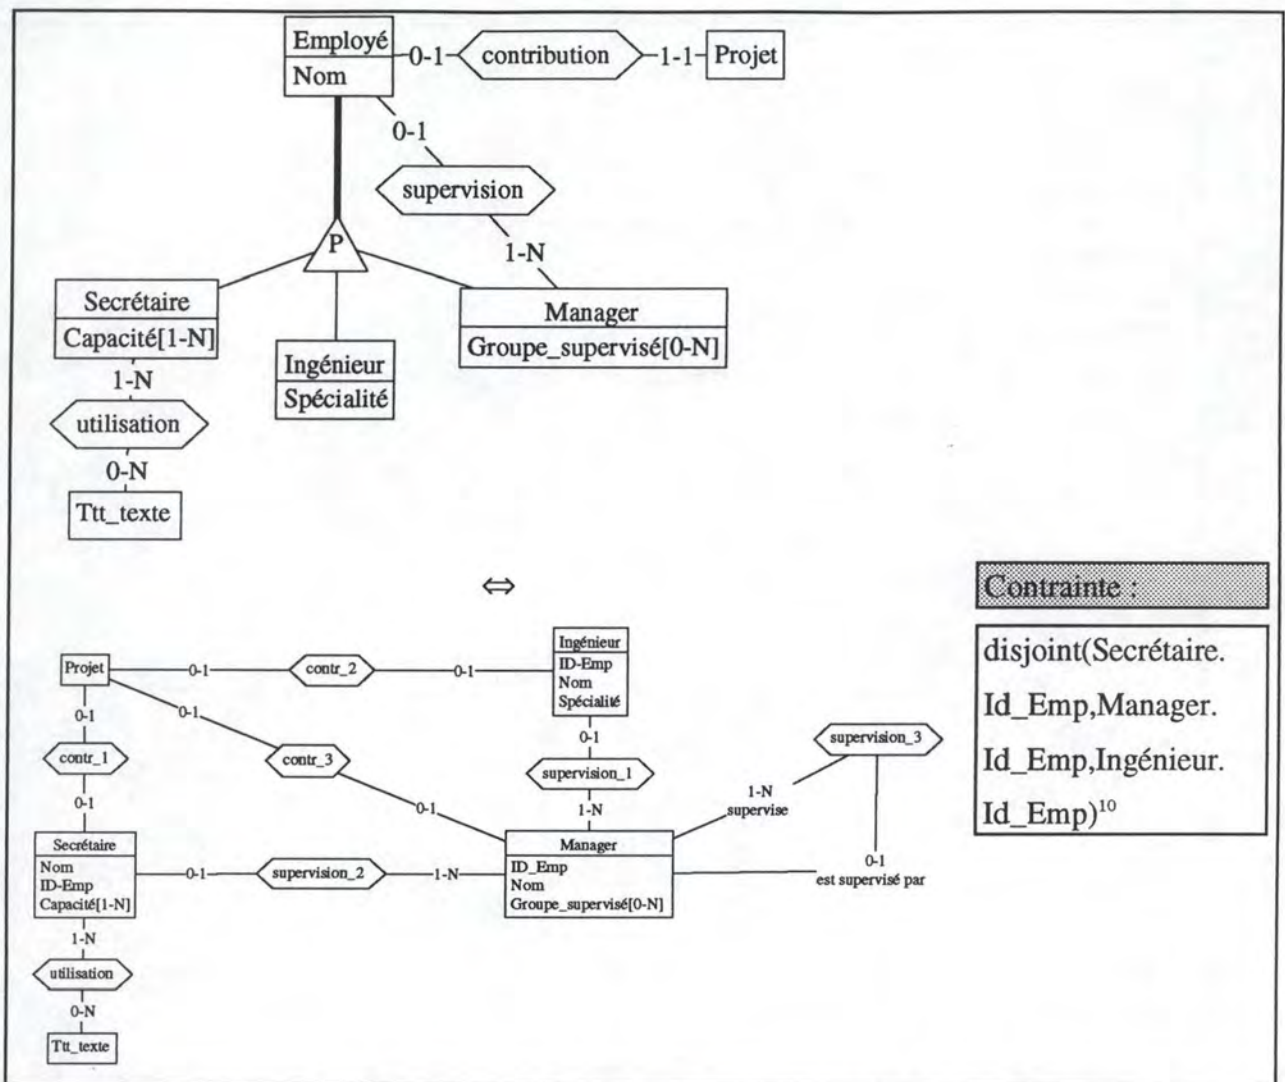 Employé
Nom
0-1
contribution
1-1
Projet
0-1
supervision
1-N
P
Secrétaire
Capacité[1-N]
1-N
utilisation
0-N
Ttt_texte
Ingénieur
Spécialité
Manager
Groupe_supervisé[0-N]
⇔
Contrainte :
disjoint(Secrétaire.
Id_Emp,Manager.
Id_Emp,Ingénieur.
Id_Emp)¹⁰
Projet
0-1
contr_2
0-1
Ingénieur
ID-Emp
Nom
Spécialité
0-1
contr_1
0-1
0-1
contr_3
0-1
0-1
supervision_1
1-N
supervision_3
1-N
supervise
0-1
est supervisé par
Secrétaire
Nom
ID-Emp
Capacité[1-N]
0-1
supervision_2
1-N
Manager
ID_Emp
Nom
Groupe_supervisé[0-N]
1-N
utilisation
0-N
Ttt_texte